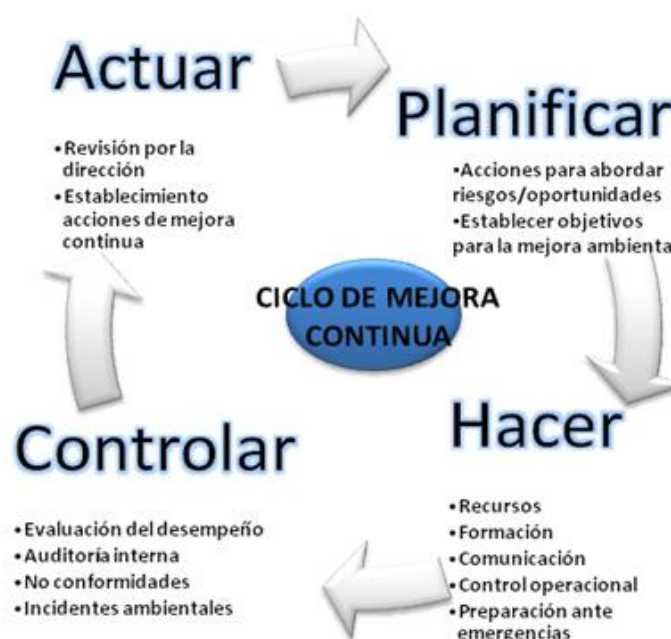 Actuar
•Revisión por la
dirección
•Establecimiento
acciones de mejora
continua
Planificar
•Acciones para abordar
riesgos/oportunidades
•Establecer objetivos
para la mejora ambienta
CICLO DE MEJORA
CONTINUA
Hacer
•Recursos
•Formación
•Comunicación
•Control operacional
•Preparación ante
emergencias
Controlar
•Evaluación del desempeño
•Auditoría interna
•No conformidades
•Incidentes ambientales